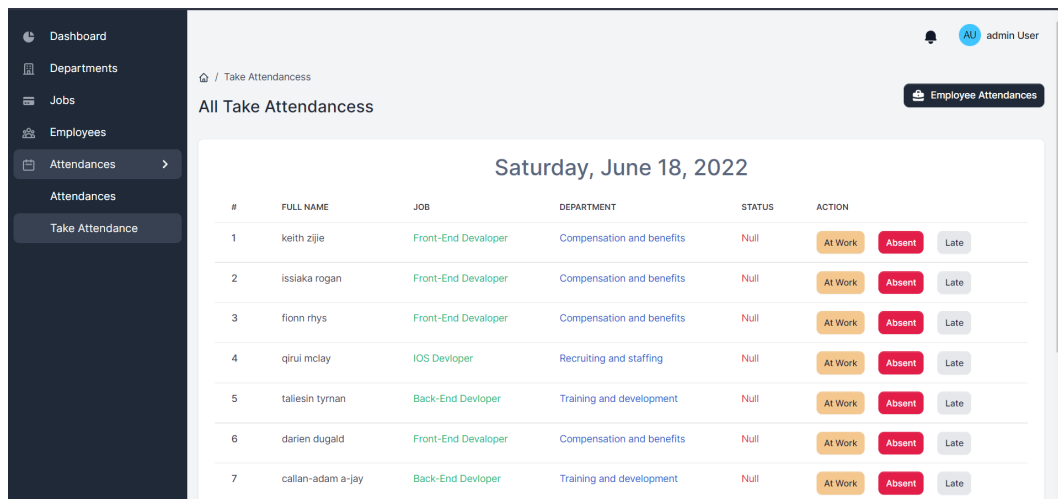 Dashboard
Departments
Jobs
Employees
Attendances
Attendances
Take Attendance
AU admin User
/ Take Attendancess
All Take Attendancess
Employee Attendances
Saturday, June 18, 2022
# FULL NAME JOB DEPARTMENT STATUS ACTION
1 keith zijie Front-End Devaloper Compensation and benefits Null At Work Absent Late
2 issiaka rogan Front-End Devaloper Compensation and benefits Null At Work Absent Late
3 fionn rhys Front-End Devaloper Compensation and benefits Null At Work Absent Late
4 qirui mclay IOS Devloper Recruiting and staffing Null At Work Absent Late
5 taliesin tyrnan Back-End Devloper Training and development Null At Work Absent Late
6 darien dugald Front-End Devaloper Compensation and benefits Null At Work Absent Late
7 callan-adam a-jay Back-End Devloper Training and development Null At Work Absent Late